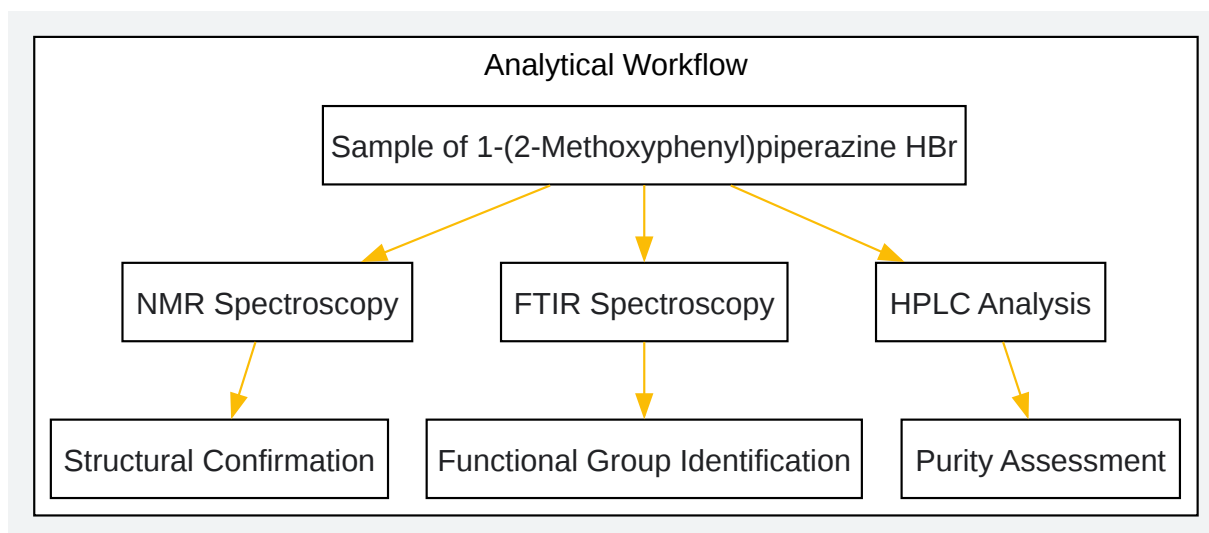 Analytical Workflow
Sample of 1-(2-Methoxyphenyl)piperazine HBr
NMR Spectroscopy
FTIR Spectroscopy
HPLC Analysis
Structural Confirmation
Functional Group Identification
Purity Assessment